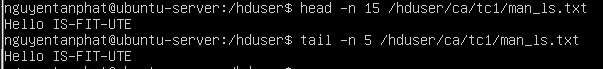 nguyentanphat@ubuntu-server:/hduser$ head -n 15 /hduser/ca/tc1/man_ls.txt
Hello IS-FIT-UTE
nguyentanphat@ubuntu-server:/hduser$ tail -n 5 /hduser/ca/tc1/man_ls.txt
Hello IS-FIT-UTE